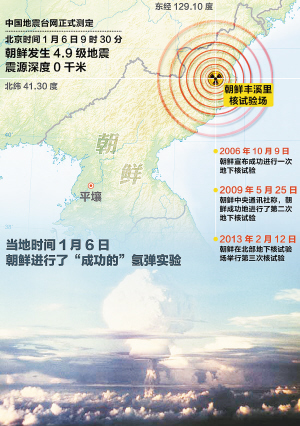 东经 129.10 度
中国地震台网正式测定
北京时间 1 月 6 日 9 时 30 分
朝鲜发生 4.9 级地震
震源深度 0 千米
北纬 41.30 度
朝鲜丰溪里
核试验场
朝鲜
平壤
2006 年 10 月 9 日
朝鲜宣布成功进行一次
地下核试验
2009 年 5 月 25 日
朝鲜中央通讯社称，朝
鲜成功地进行了第二次
地下核试验
2013 年 2 月 12 日
朝鲜在北部地下核试验
场举行第三次核试验
当地时间 1 月 6 日
朝鲜进行了“成功的”氢弹实验